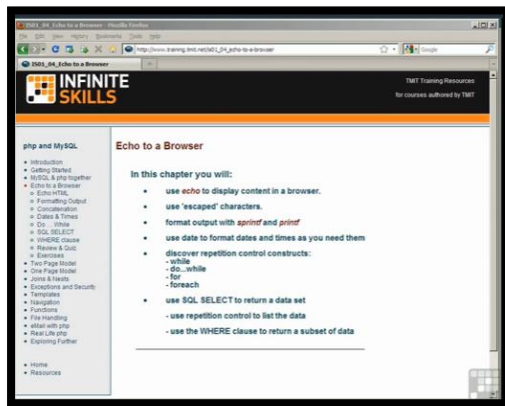 IS01_04_Echo to a Browser - Mozilla Firefox
File Edit View History Bookmarks Tools Help
http://www.training.tmit.net/is01_04_echo-to-a-browser
Google
IS01_04_Echo to a Browser
INFINITE
SKILLS
TMIT Training Resources
for courses authored by TMIT
php and MySQL
Introduction
Getting Started
MySQL & php together
Echo to a Browser
Echo HTML
Formatting Output
Concatenation
Dates & Times
Do ... While
SQL SELECT
WHERE clause
Review & Quiz
Exercises
Two Page Model
One Page Model
Joins & Nests
Exceptions and Security
Templates
Navigation
Functions
File Handling
eMail with php
Real Life php
Exploring Further
Home
Resources
Echo to a Browser
In this chapter you will:
use echo to display content in a browser.
use 'escaped' characters.
format output with sprintf and printf
use date to format dates and times as you need them
discover repetition control constructs:
- while
- do...while
- for
- foreach
use SQL SELECT to return a data set
- use repetition control to list the data
- use the WHERE clause to return a subset of data